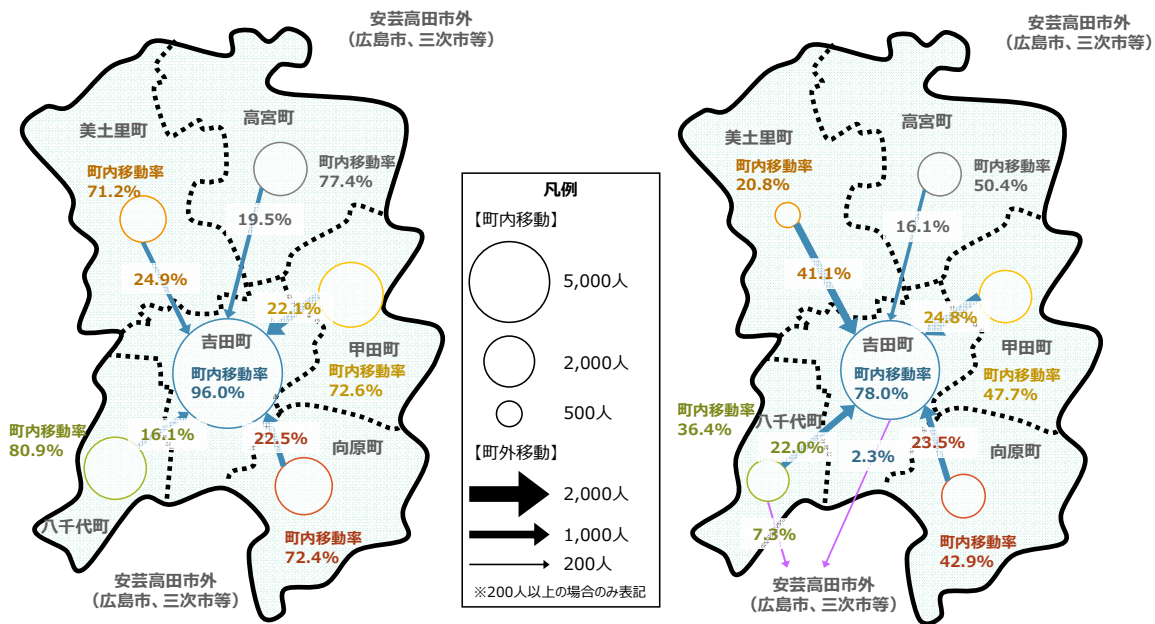 安芸高田市外
（広島市、三次市等）
高宮町
美土里町
町内移動率
71.2%
町内移動率
77.4%
19.5%
24.9%
22.1%
吉田町
甲田町
町内移動率
96.0%
町内移動率
72.6%
町内移動率
80.9%
16.1%
22.5%
向原町
八千代町
町内移動率
72.4%
安芸高田市外
（広島市、三次市等）
凡例
【町内移動】
5,000人
2,000人
500人
【町外移動】
2,000人
1,000人
200人
※200人以上の場合のみ表記
安芸高田市外
（広島市、三次市等）
高宮町
美土里町
町内移動率
20.8%
町内移動率
50.4%
16.1%
41.1%
24.8%
吉田町
甲田町
町内移動率
78.0%
町内移動率
47.7%
町内移動率
36.4%
八千代町
22.0%
2.3%
23.5%
向原町
7.3%
町内移動率
42.9%
安芸高田市外
（広島市、三次市等）